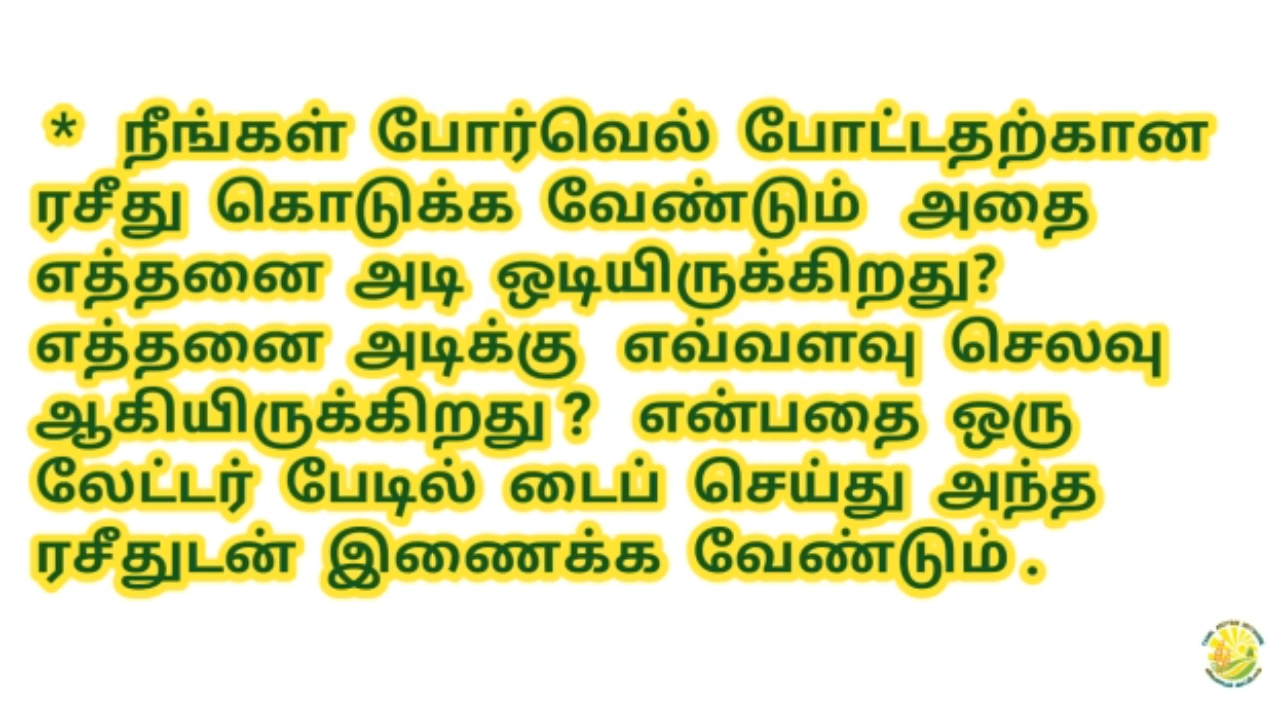 * நீங்கள் போர்வெல் போட்டதற்கான
ரசீது கொடுக்க வேண்டும் அதை
எத்தனை அடி ஒடியிருக்கிறது?
எத்தனை அடிக்கு எவ்வளவு செலவு
ஆகியிருக்கிறது ? என்பதை ஒரு
லேட்டர் பேடில் டைப் செய்து அந்த
ரசீதுடன் இணைக்க வேண்டும் .